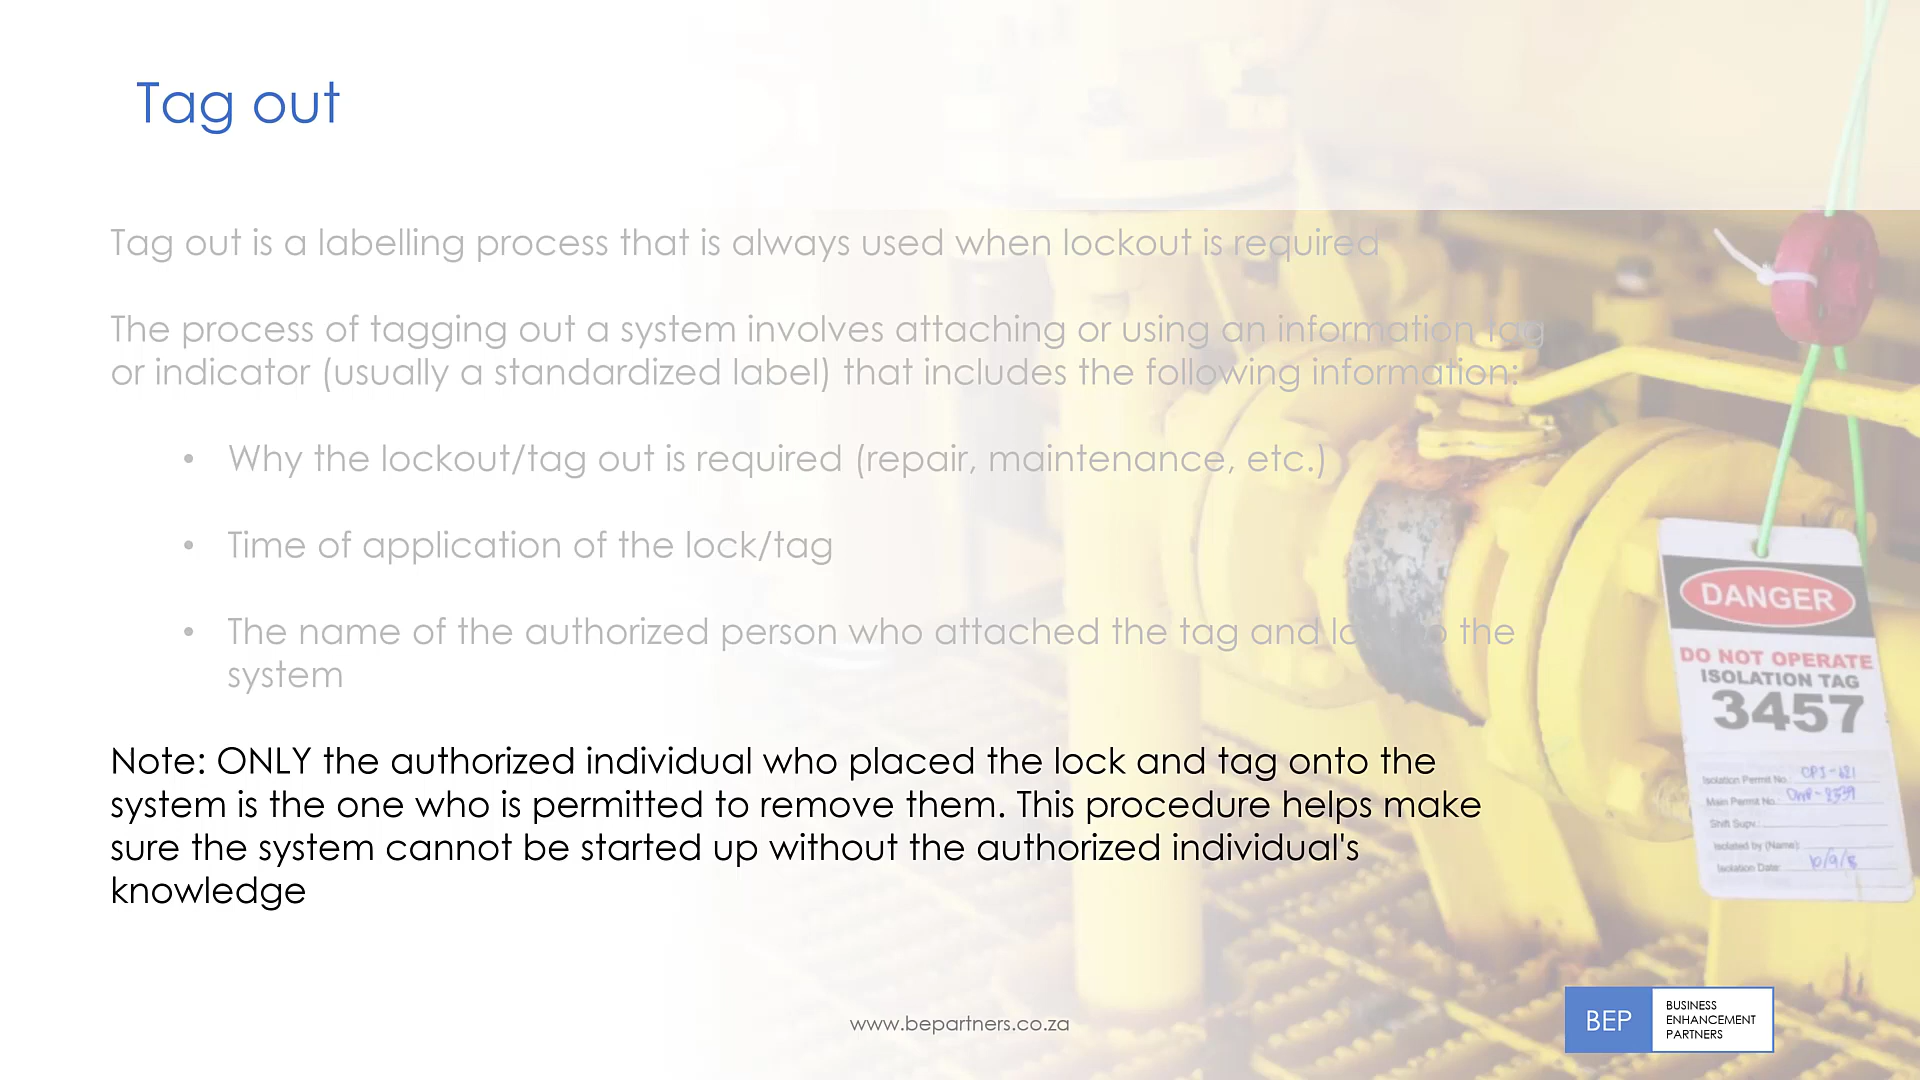 Tag out
Tag out is a labelling process that is always used when lockout is required
The process of tagging out a system involves attaching or using an information tag
or indicator (usually a standardized label) that includes the following information:
• Why the lockout/tag out is required (repair, maintenance, etc.)
• Time of application of the lock/tag
• The name of the authorized person who attached the tag and lock to the
system
Note: ONLY the authorized individual who placed the lock and tag onto the
system is the one who is permitted to remove them. This procedure helps make
sure the system cannot be started up without the authorized individual's
knowledge
DANGER
DO NOT OPERATE
ISOLATION TAG
3457
Isolation Permit No.
Main Permit No.:
Shift Supv.:
Isolated by (Name):
Isolation Date:
www.bepartners.co.za
BEP
BUSINESS
ENHANCEMENT
PARTNERS